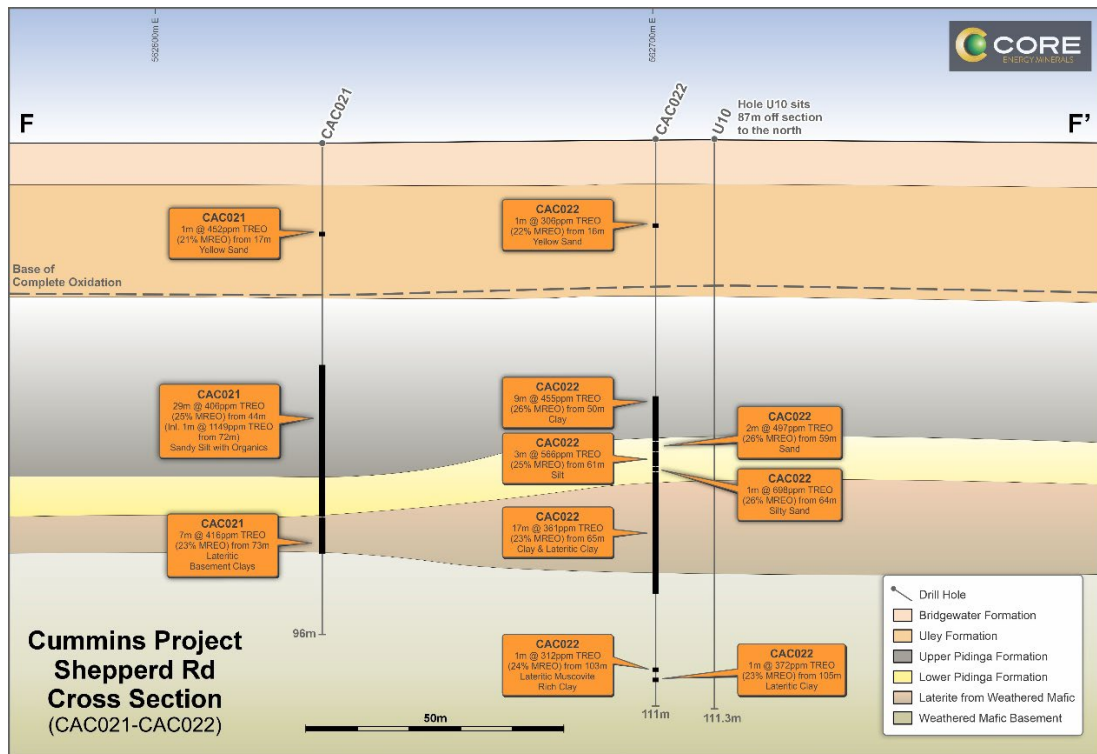 562600m E
562700m E
CORE
ENERGY MINERALS
F
F'
CAC021
CAC022
U10
Hole U10 sits
87m off section
to the north
CAC021
1m @ 452ppm TREO
(21% MREO) from 17m
Yellow Sand
CAC022
1m @ 306ppm TREO
(22% MREO) from 16m
Yellow Sand
Base of
Complete Oxidation
CAC021
29m @ 406ppm TREO
(25% MREO) from 44m
(Inl. 1m @ 1149ppm TREO
from 72m)
Sandy Silt with Organics
CAC022
9m @ 455ppm TREO
(26% MREO) from 50m
Clay
CAC022
2m @ 497ppm TREO
(26% MREO) from 59m
Sand
CAC022
3m @ 566ppm TREO
(25% MREO) from 61m
Silt
CAC022
1m @ 698ppm TREO
(26% MREO) from 64m
Silty Sand
CAC021
7m @ 416ppm TREO
(23% MREO) from 73m
Lateritic
Basement Clays
CAC022
17m @ 361ppm TREO
(23% MREO) from 65m
Clay & Lateritic Clay
96m
CAC022
1m @ 312ppm TREO
(24% MREO) from 103m
Lateritic Muscovite
Rich Clay
CAC022
1m @ 372ppm TREO
(23% MREO) from 105m
Lateritic Clay
111m
111.3m
Cummins Project
Shepperd Rd
Cross Section
(CAC021-CAC022)
50m
Drill Hole
Bridgewater Formation
Uley Formation
Upper Pidinga Formation
Lower Pidinga Formation
Laterite from Weathered Mafic
Weathered Mafic Basement